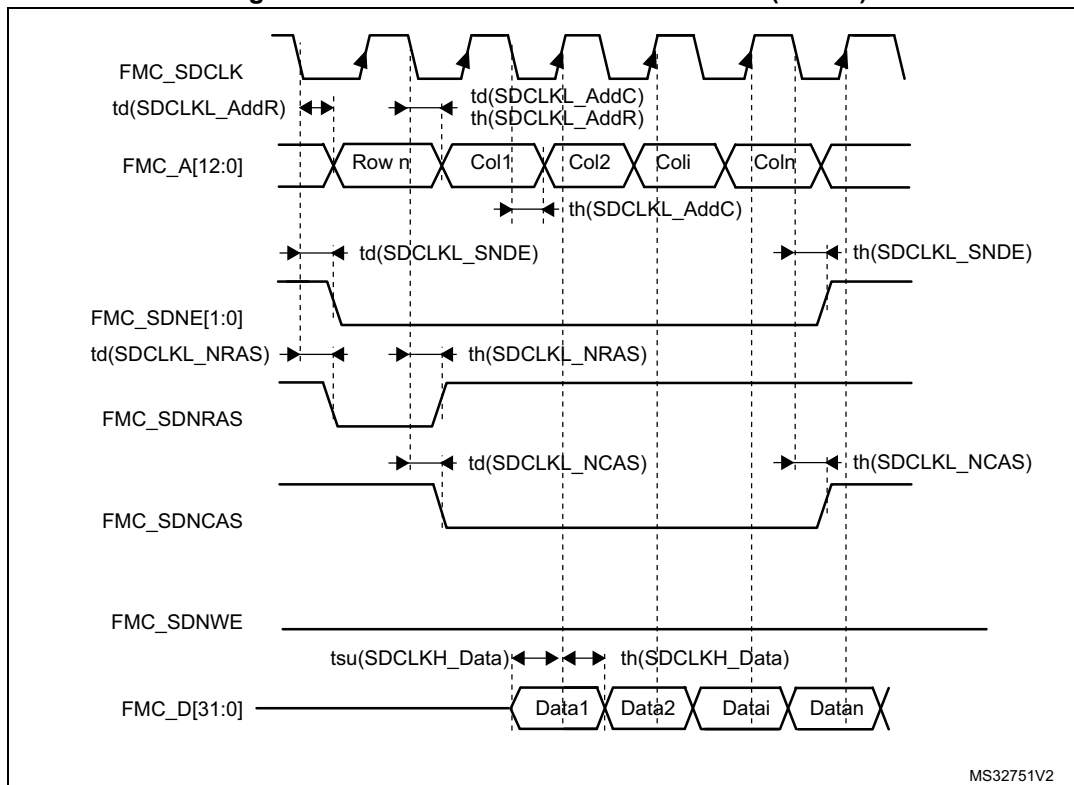 FMC_SDCLK
td(SDCLKL_AddR)
td(SDCLKL_AddC)
th(SDCLKL_AddR)
FMC_A[12:0]
Row n
Col1
Col2
Coli
Coln
th(SDCLKL_AddC)
td(SDCLKL_SNDE)
th(SDCLKL_SNDE)
FMC_SDNE[1:0]
td(SDCLKL_NRAS)
th(SDCLKL_NRAS)
FMC_SDNRAS
td(SDCLKL_NCAS)
th(SDCLKL_NCAS)
FMC_SDNCAS
FMC_SDNWE
tsu(SDCLKH_Data)
th(SDCLKH_Data)
FMC_D[31:0]
Data1
Data2
Datai
Datan
MS32751V2